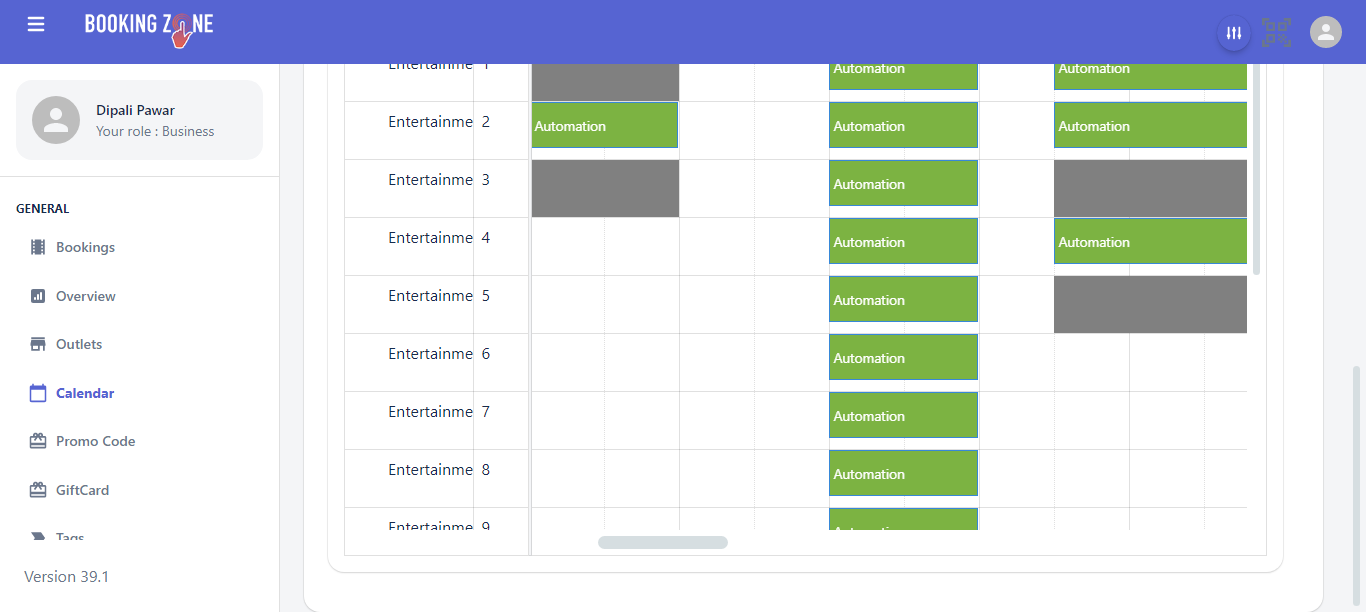 BOOKING ZONE
Dipali Pawar
Your role : Business
GENERAL
Bookings
Overview
Outlets
Calendar
Promo Code
GiftCard
Tags
Version 39.1
Entertainme 1 Automation Automation
Entertainme 2 Automation Automation Automation
Entertainme 3 Automation
Entertainme 4 Automation Automation
Entertainme 5 Automation
Entertainme 6 Automation
Entertainme 7 Automation
Entertainme 8 Automation
Entertainme 9 Automation